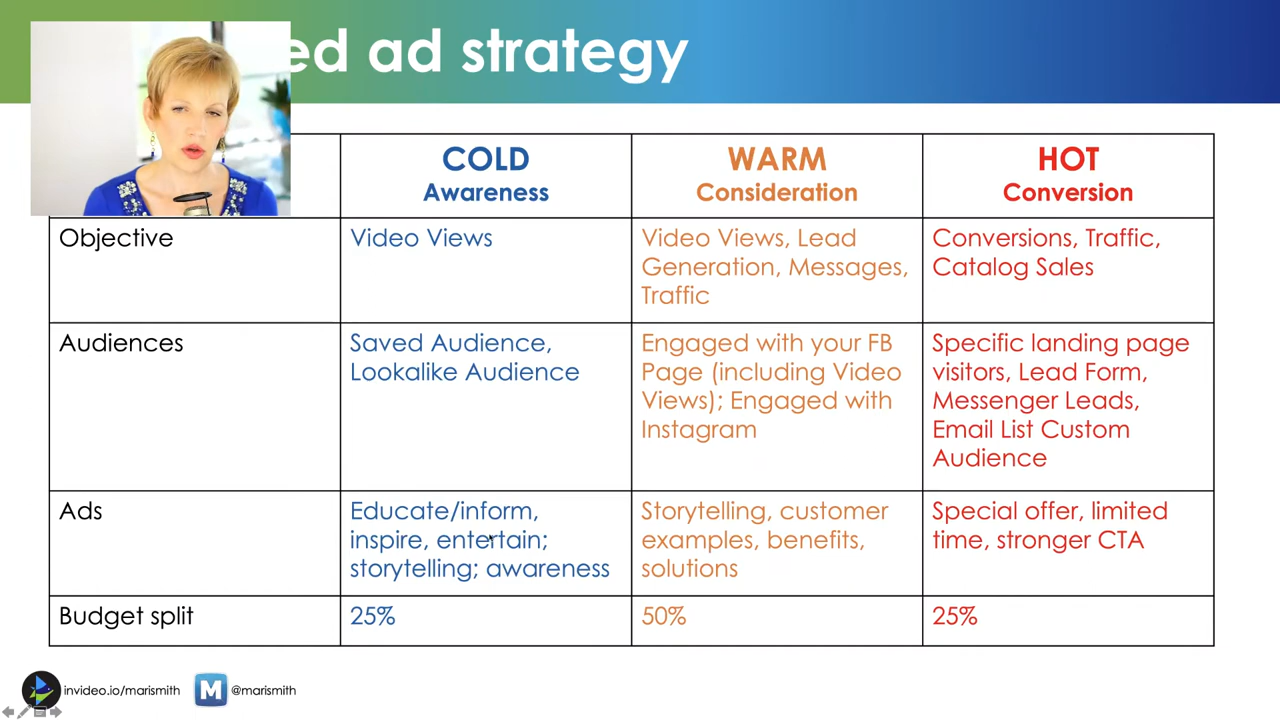 ed ad strategy
COLD
Awareness
WARM
Consideration
HOT
Conversion
Objective
Video Views
Video Views, Lead
Generation, Messages,
Traffic
Conversions, Traffic,
Catalog Sales
Audiences
Saved Audience,
Lookalike Audience
Engaged with your FB
Page (including Video
Views); Engaged with
Instagram
Specific landing page
visitors, Lead Form,
Messenger Leads,
Email List Custom
Audience
Ads
Educate/inform,
inspire, entertain;
storytelling; awareness
Storytelling, customer
examples, benefits,
solutions
Special offer, limited
time, stronger CTA
Budget split
25%
50%
25%
invideo.io/marismith
M
@marismith